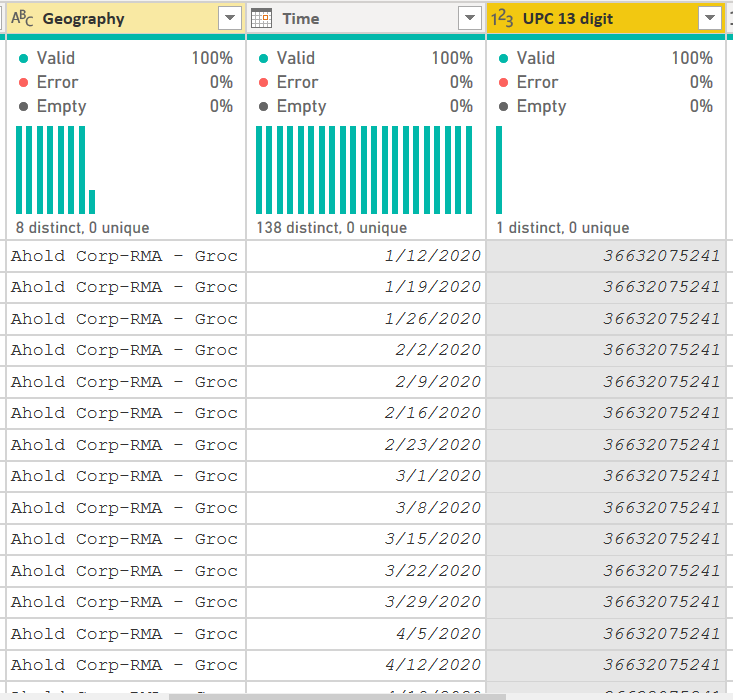 ABC Geography Time 123 UPC 13 digit
Valid 100% Valid 100% Valid 100%
Error 0% Error 0% Error 0%
Empty 0% Empty 0% Empty 0%
8 distinct, 0 unique 138 distinct, 0 unique 1 distinct, 0 unique
Ahold Corp-RMA - Groc 1/12/2020 36632075241
Ahold Corp-RMA - Groc 1/19/2020 36632075241
Ahold Corp-RMA - Groc 1/26/2020 36632075241
Ahold Corp-RMA - Groc 2/2/2020 36632075241
Ahold Corp-RMA - Groc 2/9/2020 36632075241
Ahold Corp-RMA - Groc 2/16/2020 36632075241
Ahold Corp-RMA - Groc 2/23/2020 36632075241
Ahold Corp-RMA - Groc 3/1/2020 36632075241
Ahold Corp-RMA - Groc 3/8/2020 36632075241
Ahold Corp-RMA - Groc 3/15/2020 36632075241
Ahold Corp-RMA - Groc 3/22/2020 36632075241
Ahold Corp-RMA - Groc 3/29/2020 36632075241
Ahold Corp-RMA - Groc 4/5/2020 36632075241
Ahold Corp-RMA - Groc 4/12/2020 36632075241